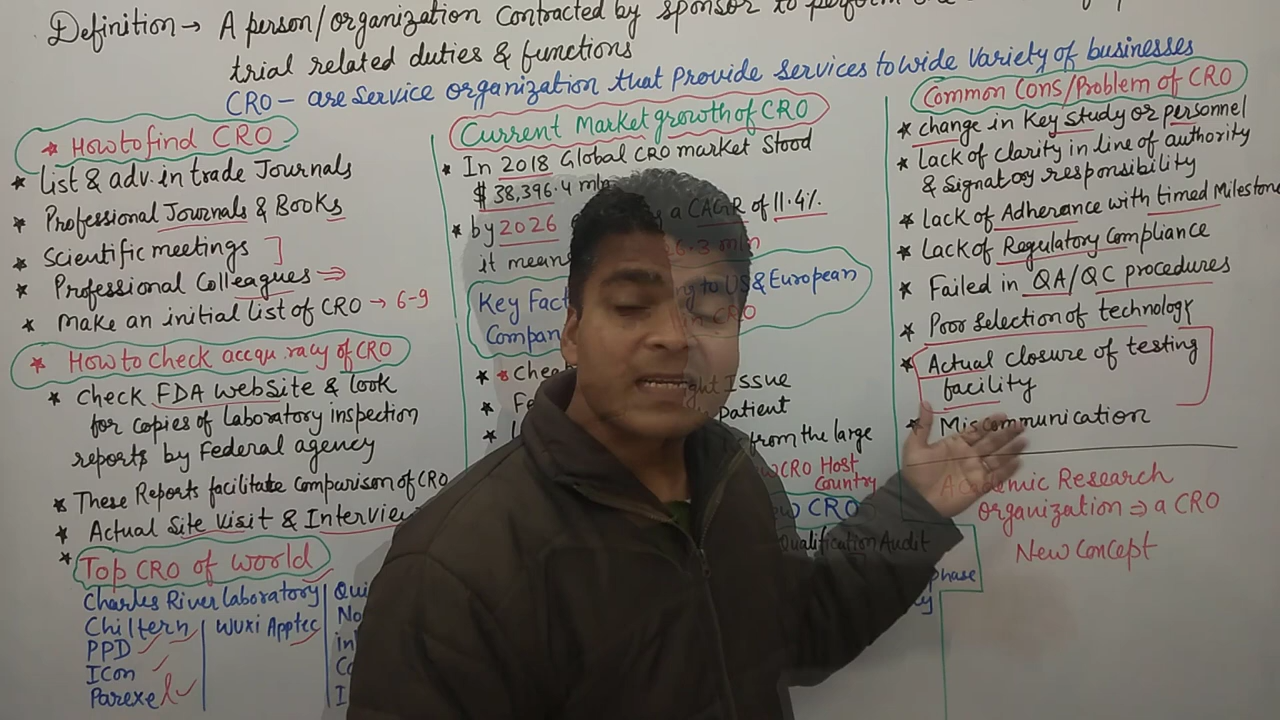 Definition → A person/organization contracted by sponsor to perform
trial related duties & functions
CRO - are Service organization that Provide Services to wide Variety of businesses
* How to find CRO
* List & adv. in trade Journals
* Professional Journals & Books
* Scientific meetings
* Professional Colleagues ⇒
* Make an initial list of CRO → 6-9
* How to check accquracy of CRO
* Check FDA website & look
for copies of laboratory inspection
reports by Federal agency
* These Reports facilitate comparison of CRO
* Actual Site Visit & Interview
* Top CRO of world
Charles River laboratory
Chiltern
PPD
Icon
Parexel
Wuxi Apptec
Current Market growth of CRO
* In 2018 Global CRO market Stood
$ 38,396.4 mln
* by 2026 a CAGR of 11.4%
it means 6.3 mln
Key Fact to US & European
Compan CRO
* Cheap Issue
* Patient
* from the large
CRO Host
Country
CRO
Qualification Audit
phase
Common Cons/Problem of CRO
* change in Key Study or personnel
* Lack of clarity in line of authority
& Signatory responsibility
* Lack of Adherance with timed Milestone
* Lack of Regulatory Compliance
* Failed in QA/QC procedures
* Poor Selection of technology
* Actual closure of testing
facility
* Miscommunication
Academic Research
organization ⇒ a CRO
New Concept